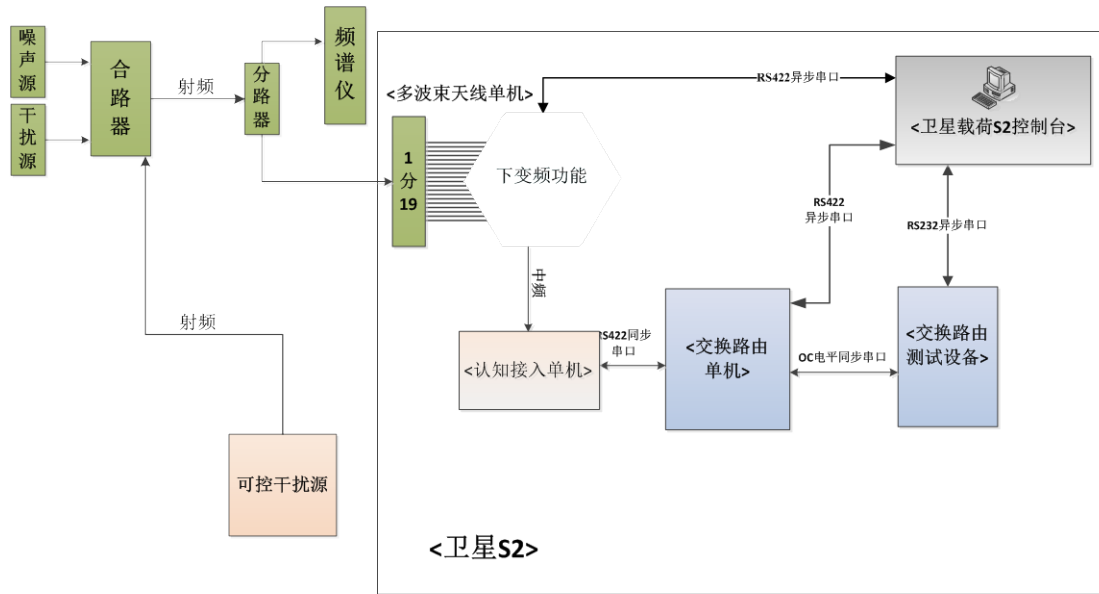 噪
声
源
干
扰
源
合
路
器
射频
分
路
器
频
谱
仪
<多波束天线单机>
1
分
19
下变频功能
RS422异步串口
<卫星载荷S2控制台>
RS422
异步串口
RS232异步串口
中频
<认知接入单机>
RS422同步
串口
<交换路由
单机>
OC电平同步串口
<交换路由
测试设备>
射频
可控干扰源
<卫星S2>